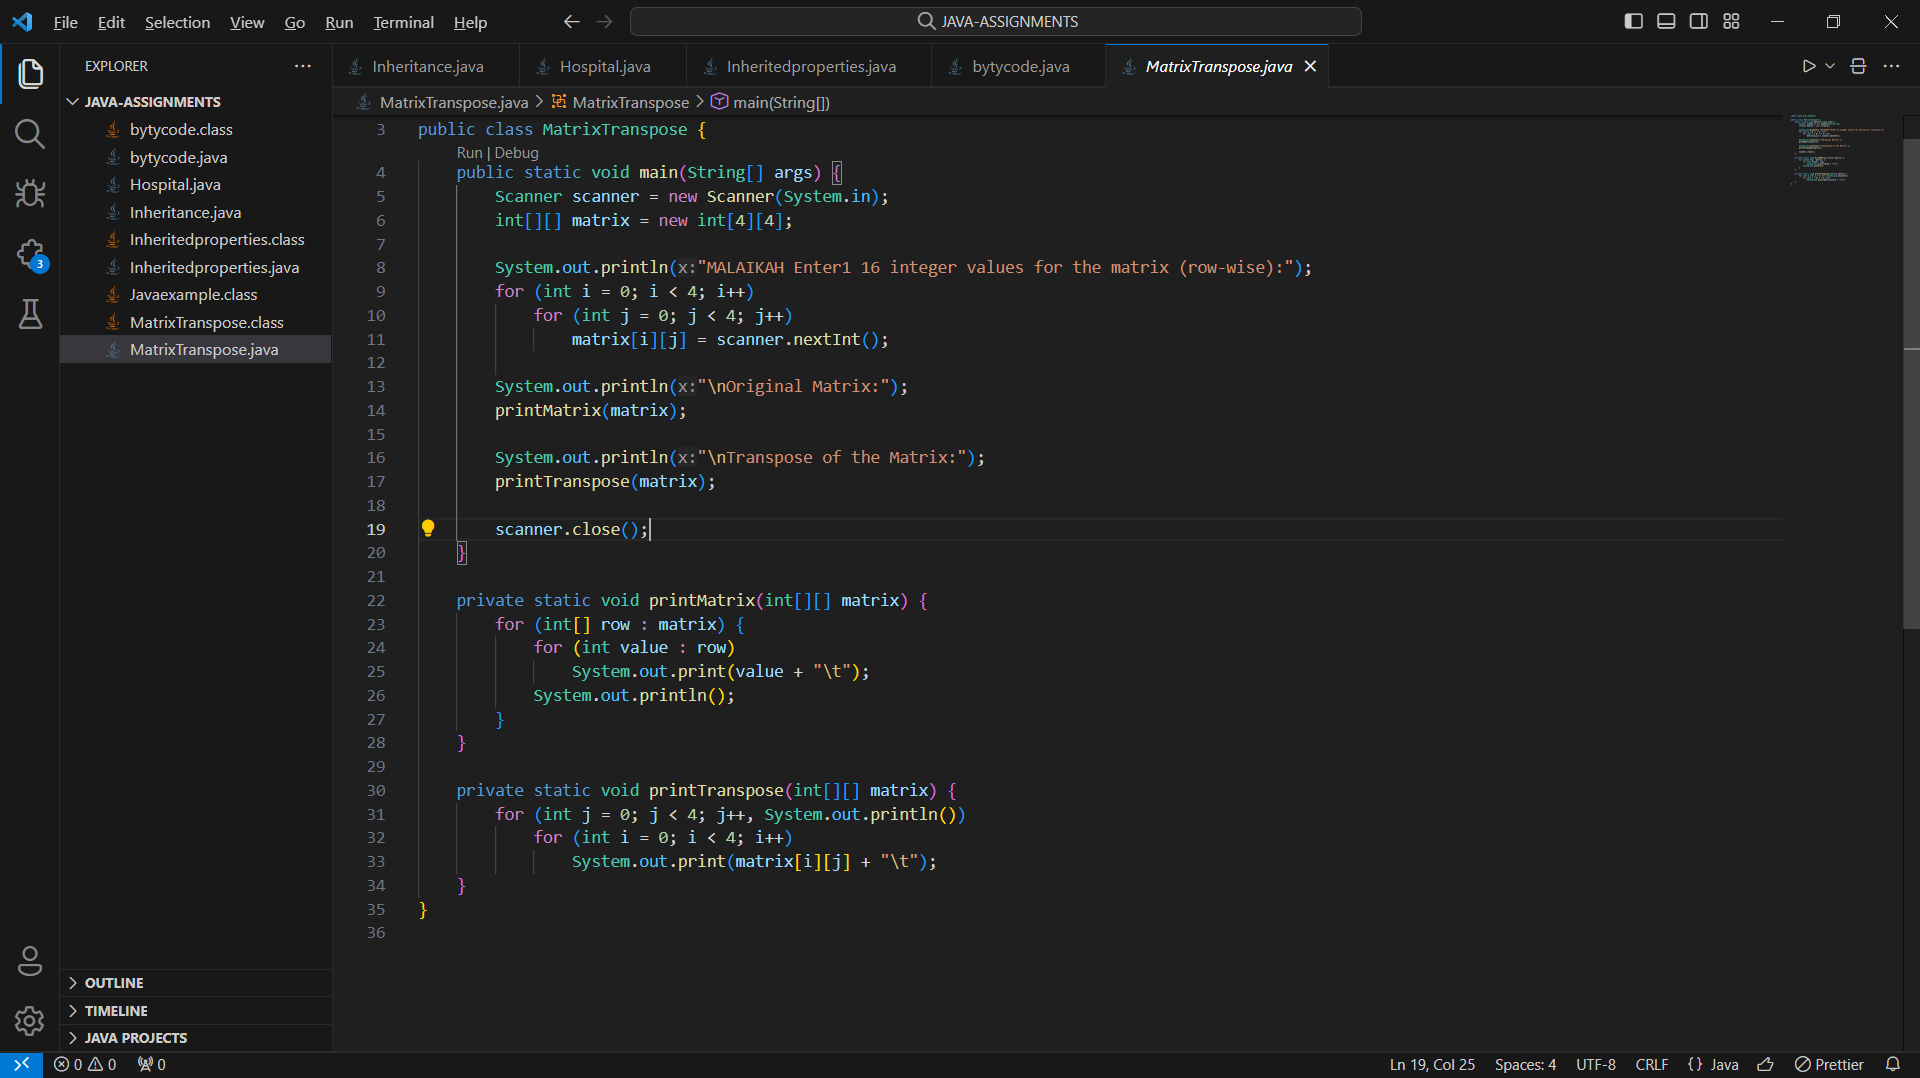 File Edit Selection View Go Run Terminal Help
JAVA-ASSIGNMENTS
EXPLORER
JAVA-ASSIGNMENTS
bytycode.class
bytycode.java
Hospital.java
Inheritance.java
Inheritedproperties.class
Inheritedproperties.java
Javaexample.class
MatrixTranspose.class
MatrixTranspose.java
3
OUTLINE
TIMELINE
JAVA PROJECTS
Inheritance.java Hospital.java Inheritedproperties.java bytycode.java MatrixTranspose.java
MatrixTranspose.java > MatrixTranspose > main(String[])
3 public class MatrixTranspose {
Run | Debug
4 public static void main(String[] args) {
5 Scanner scanner = new Scanner(System.in);
6 int[][] matrix = new int[4][4];
7
8 System.out.println(x:"MALAIKAH Enter1 16 integer values for the matrix (row-wise):");
9 for (int i = 0; i < 4; i++)
10 for (int j = 0; j < 4; j++)
11 matrix[i][j] = scanner.nextInt();
12
13 System.out.println(x:"\nOriginal Matrix:");
14 printMatrix(matrix);
15
16 System.out.println(x:"\nTranspose of the Matrix:");
17 printTranspose(matrix);
18
19 scanner.close();
20 }
21
22 private static void printMatrix(int[][] matrix) {
23 for (int[] row : matrix) {
24 for (int value : row)
25 System.out.print(value + "\t");
26 System.out.println();
27 }
28 }
29
30 private static void printTranspose(int[][] matrix) {
31 for (int j = 0; j < 4; j++, System.out.println())
32 for (int i = 0; i < 4; i++)
33 System.out.print(matrix[i][j] + "\t");
34 }
35 }
36
0 0 0 Ln 19, Col 25 Spaces: 4 UTF-8 CRLF {} Java Prettier